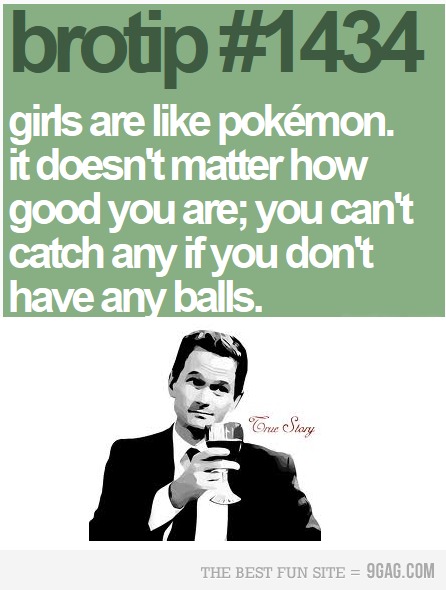 brotip #1434
girls are like pokémon.
it doesn't matter how
good you are; you can't
catch any if you don't
have any balls.
True Story
THE BEST FUN SITE = 9GAG.COM